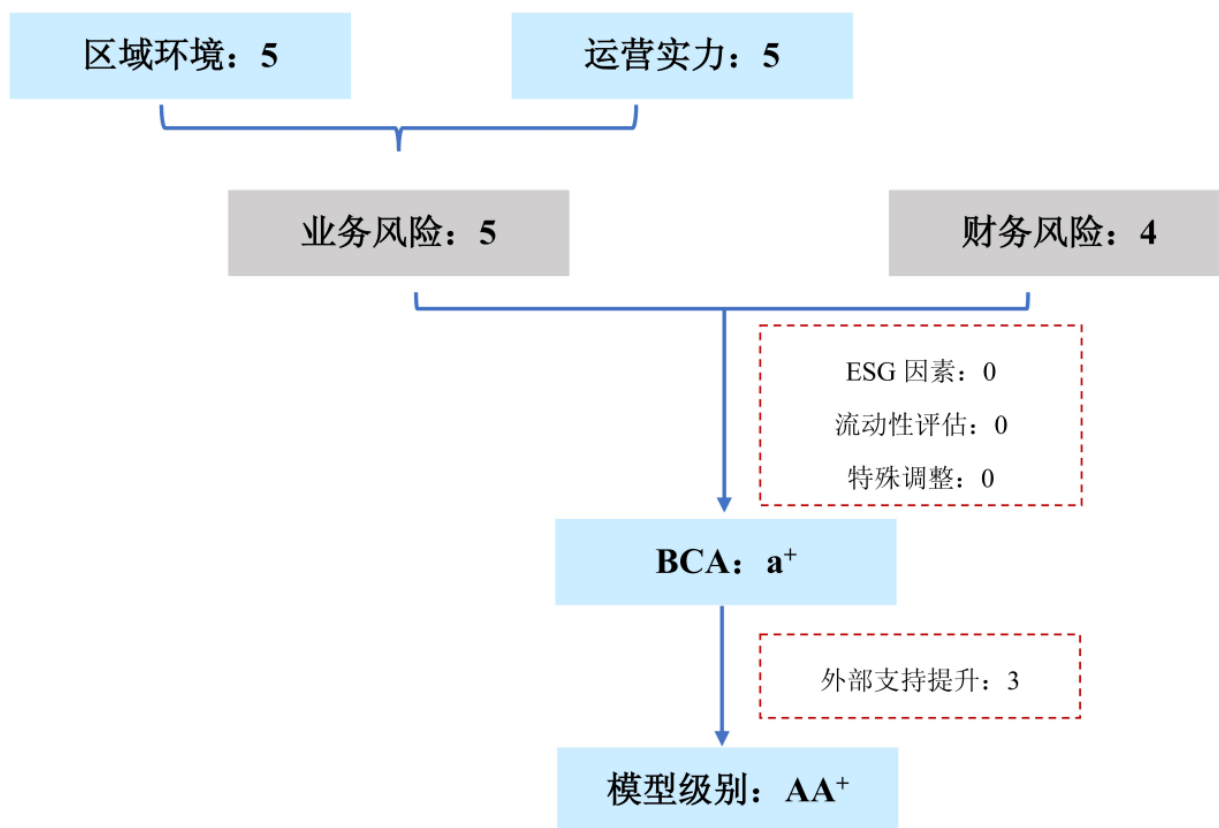 区域环境：5
运营实力：5
业务风险：5
财务风险：4
ESG 因素：0
流动性评估：0
特殊调整：0
BCA：a⁺
外部支持提升：3
模型级别：AA⁺